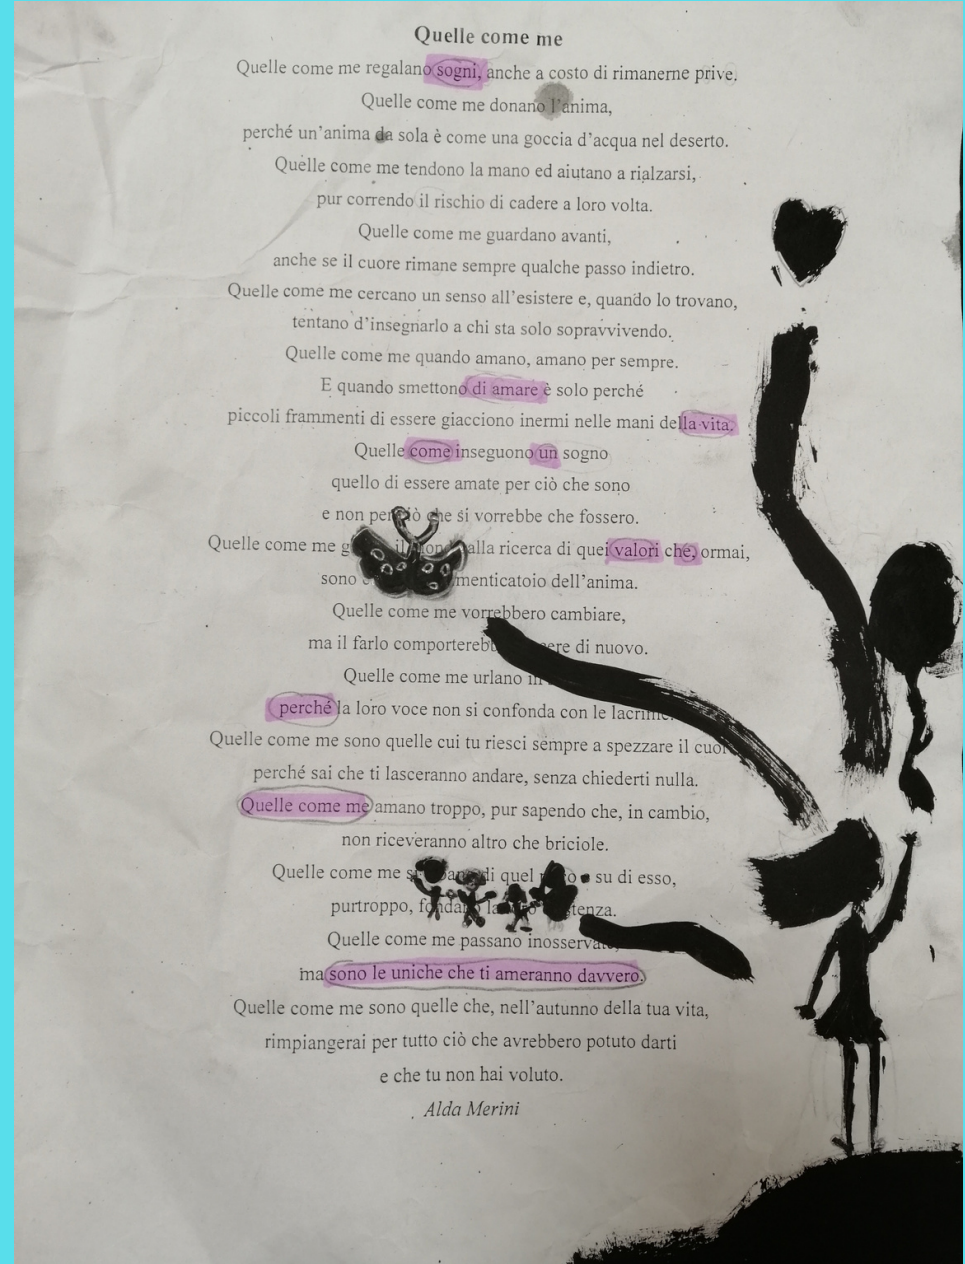 Quelle come me
Quelle come me regalano sogni, anche a costo di rimanerne prive.
Quelle come me donano l'anima,
perché un'anima da sola è come una goccia d'acqua nel deserto.
Quelle come me tendono la mano ed aiutano a rialzarsi,
pur correndo il rischio di cadere a loro volta.
Quelle come me guardano avanti,
anche se il cuore rimane sempre qualche passo indietro.
Quelle come me cercano un senso all'esistere e, quando lo trovano,
tentano d'insegnarlo a chi sta solo sopravvivendo.
Quelle come me quando amano, amano per sempre.
E quando smettono di amare è solo perché
piccoli frammenti di essere giacciono inermi nelle mani della vita.
Quelle come inseguono un sogno
quello di essere amate per ciò che sono
e non per ciò che si vorrebbe che fossero.
Quelle come me il mondo alla ricerca di quei valori che, ormai,
sono dell'anima.
Quelle come me vorrebbero cambiare,
ma il farlo di nuovo.
Quelle come me urlano
perché la loro voce non si confonda con le lacrime.
Quelle come me sono quelle cui tu riesci sempre a spezzare il cuore
perché sai che ti lasceranno andare, senza chiederti nulla.
Quelle come me amano troppo, pur sapendo che, in cambio,
non riceveranno altro che briciole.
Quelle come me di quel su di esso,
purtroppo, fondano
Quelle come me passano inosservate
ma sono le uniche che ti ameranno davvero.
Quelle come me sono quelle che, nell'autunno della tua vita,
rimpiangerai per tutto ciò che avrebbero potuto darti
e che tu non hai voluto.
Alda Merini